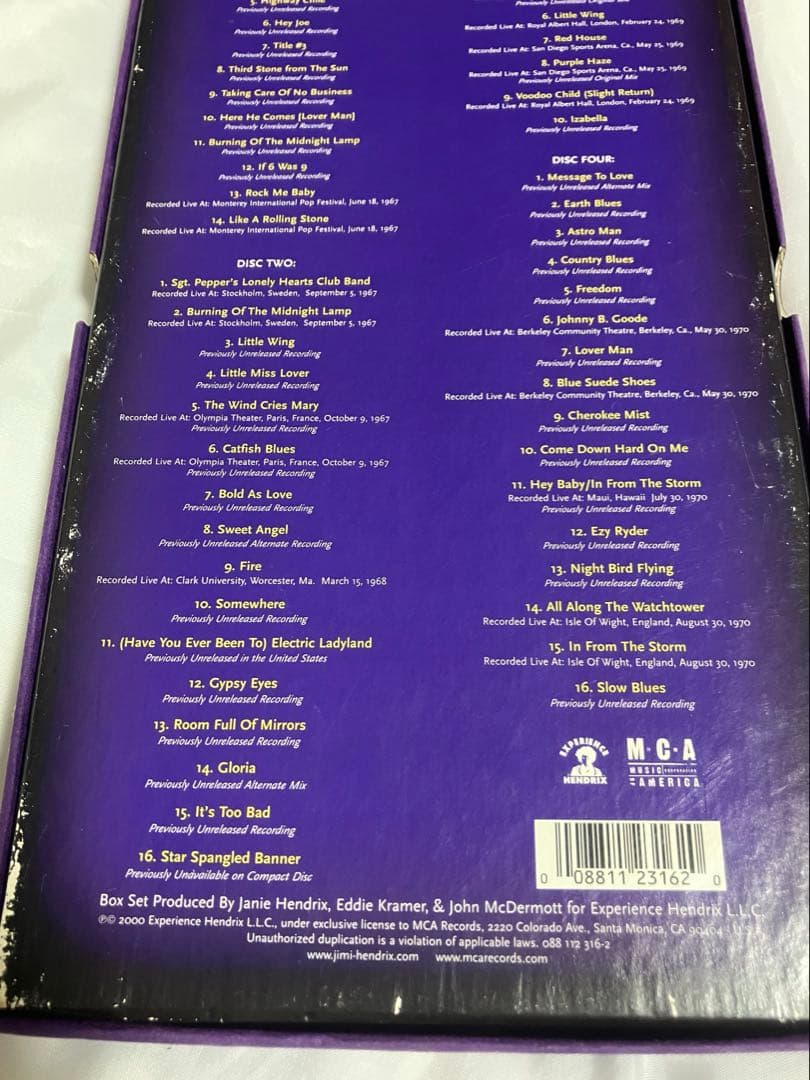 5. Highway Chile
Previously Unreleased Recording
6. Hey Joe
Previously Unreleased Recording
7. Title #3
Previously Unreleased Recording
8. Third Stone from The Sun
Previously Unreleased Recording
9. Taking Care Of No Business
Previously Unreleased Recording
10. Here He Comes (Lover Man)
Previously Unreleased Recording
11. Burning Of The Midnight Lamp
Previously Unreleased Recording
12. If 6 Was 9
Previously Unreleased Recording
13. Rock Me Baby
Recorded Live At: Monterey International Pop Festival, June 18, 1967
14. Like A Rolling Stone
Recorded Live At: Monterey International Pop Festival, June 18, 1967
DISC TWO:
1. Sgt. Pepper's Lonely Hearts Club Band
Recorded Live At: Stockholm, Sweden, September 5, 1967
2. Burning Of The Midnight Lamp
Recorded Live At: Stockholm, Sweden, September 5, 1967
3. Little Wing
Previously Unreleased Recording
4. Little Miss Lover
Previously Unreleased Recording
5. The Wind Cries Mary
Recorded Live At: Olympia Theater, Paris, France, October 9, 1967
Previously Unreleased Recording
6. Catfish Blues
Recorded Live At: Olympia Theater, Paris, France, October 9, 1967
Previously Unreleased Recording
7. Bold As Love
Previously Unreleased Recording
8. Sweet Angel
Previously Unreleased Alternate Recording
9. Fire
Recorded Live At: Clark University, Worcester, Ma. March 15, 1968
10. Somewhere
Previously Unreleased Recording
11. (Have You Ever Been To) Electric Ladyland
Previously Unreleased in the United States
12. Gypsy Eyes
Previously Unreleased Recording
13. Room Full Of Mirrors
Previously Unreleased Recording
14. Gloria
Previously Unreleased Alternate Mix
15. It's Too Bad
Previously Unreleased Recording
16. Star Spangled Banner
Previously Unavailable on Compact Disc
6. Little Wing
Recorded Live At: Royal Albert Hall, London, February 24, 1969
7. Red House
Recorded Live At: San Diego Sports Arena, Ca., May 25, 1969
8. Purple Haze
Recorded Live At: San Diego Sports Arena, Ca., May 25, 1969
Previously Unreleased Original Mix
9. Voodoo Child (Slight Return)
Recorded Live At: Royal Albert Hall, London, February 24, 1969
10. Izabella
Previously Unreleased Recording
DISC FOUR:
1. Message To Love
Previously Unreleased Alternate Mix
2. Earth Blues
Previously Unreleased Recording
3. Astro Man
Previously Unreleased Recording
4. Country Blues
Previously Unreleased Recording
5. Freedom
Previously Unreleased Recording
6. Johnny B. Goode
Recorded Live At: Berkeley Community Theatre, Berkeley, Ca., May 30, 1970
7. Lover Man
Previously Unreleased Recording
8. Blue Suede Shoes
Recorded Live At: Berkeley Community Theatre, Berkeley, Ca., May 30, 1970
9. Cherokee Mist
Previously Unreleased Recording
10. Come Down Hard On Me
Previously Unreleased Recording
11. Hey Baby/In From The Storm
Recorded Live At: Maui, Hawaii July 30, 1970
Previously Unreleased Recording
12. Ezy Ryder
Previously Unreleased Recording
13. Night Bird Flying
Previously Unreleased Recording
14. All Along The Watchtower
Recorded Live At: Isle Of Wight, England, August 30, 1970
15. In From The Storm
Recorded Live At: Isle Of Wight, England, August 30, 1970
16. Slow Blues
Previously Unreleased Recording
EXPERIENCE
HENDRIX
M·C·A
MUSIC CORPORATION
OF AMERICA
0 08811 23162 0
Box Set Produced By Janie Hendrix, Eddie Kramer, & John McDermott for Experience Hendrix L.L.C.
℗© 2000 Experience Hendrix L.L.C., under exclusive license to MCA Records, 2220 Colorado Ave., Santa Monica, CA 90404 U.S.A.
Unauthorized duplication is a violation of applicable laws. 088 112 316-2
www.jimi-hendrix.com www.mcarecords.com